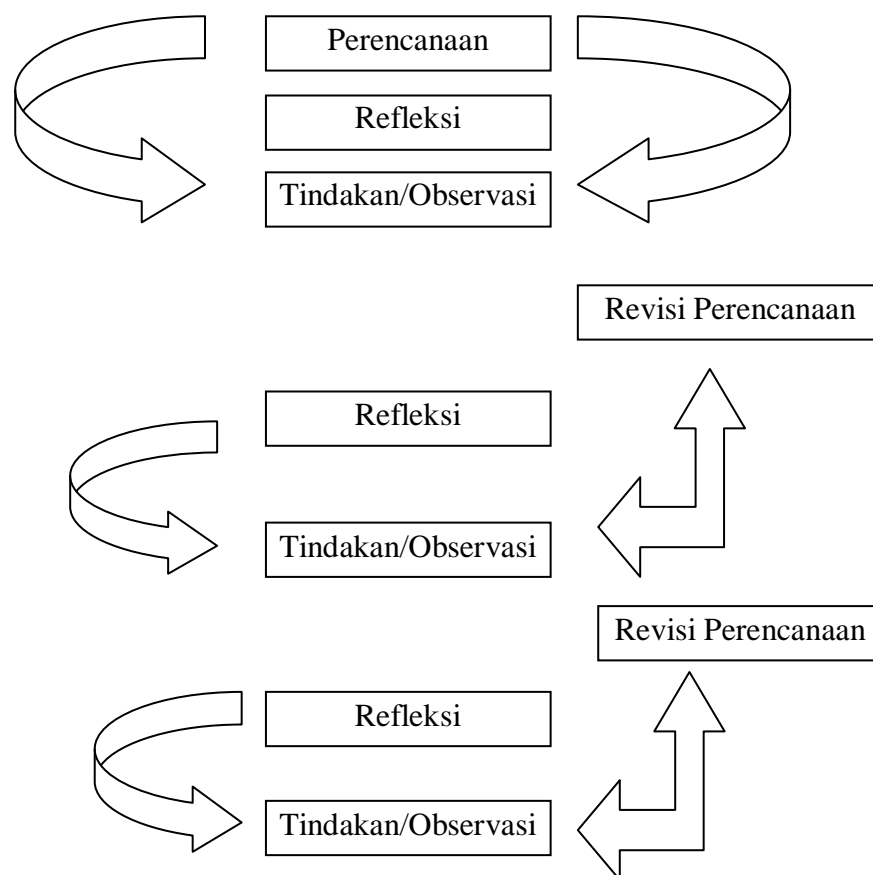 Perencanaan
Refleksi
Tindakan/Observasi
Revisi Perencanaan
Refleksi
Tindakan/Observasi
Revisi Perencanaan
Refleksi
Tindakan/Observasi